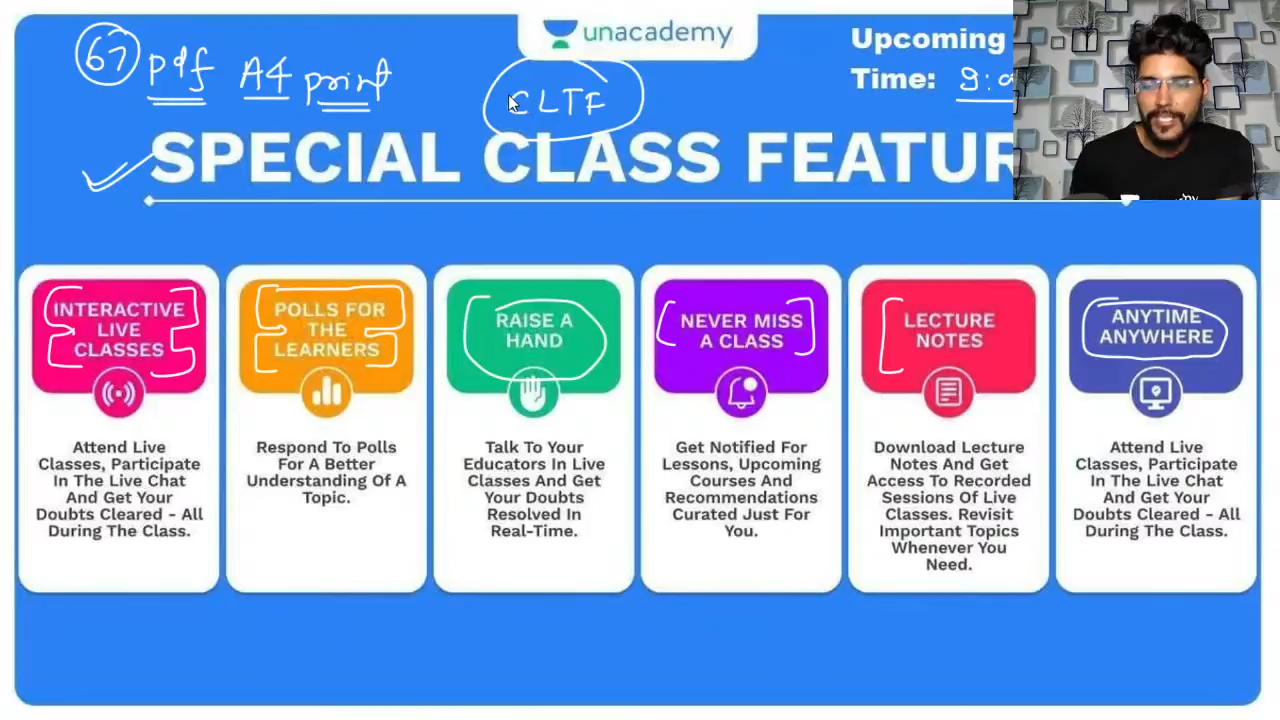 unacademy
Upcoming
Time: 9:0
67 pdf A4 print
CLTF
SPECIAL CLASS FEATUR
INTERACTIVE
LIVE
CLASSES
Attend Live
Classes, Participate
In The Live Chat
And Get Your
Doubts Cleared - All
During The Class.
POLLS FOR
THE
LEARNERS
Respond To Polls
For A Better
Understanding Of A
Topic.
RAISE A
HAND
Talk To Your
Educators In Live
Classes And Get
Your Doubts
Resolved In
Real-Time.
NEVER MISS
A CLASS
Get Notified For
Lessons, Upcoming
Courses And
Recommendations
Curated Just For
You.
LECTURE
NOTES
Download Lecture
Notes And Get
Access To Recorded
Sessions Of Live
Classes. Revisit
Important Topics
Whenever You
Need.
ANYTIME
ANYWHERE
Attend Live
Classes, Participate
In The Live Chat
And Get Your
Doubts Cleared - All
During The Class.